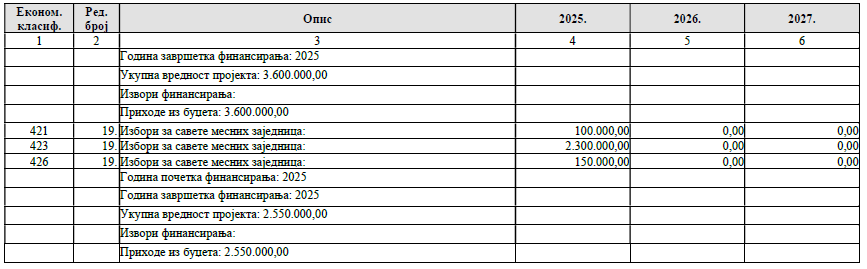 Економ. класиф. Ред. број Опис 2025. 2026. 2027.
1 2 3 4 5 6
Година завршетка финансирања: 2025
Укупна вредност пројекта: 3.600.000,00
Извори финансирања:
Приходе из буџета: 3.600.000,00
421 19. Избори за савете месних заједница: 100.000,00 0,00 0,00
423 19. Избори за савете месних заједница: 2.300.000,00 0,00 0,00
426 19. Избори за савете месних заједница: 150.000,00 0,00 0,00
Година почетка финансирања: 2025
Година завршетка финансирања: 2025
Укупна вредност пројекта: 2.550.000,00
Извори финансирања:
Приходе из буџета: 2.550.000,00